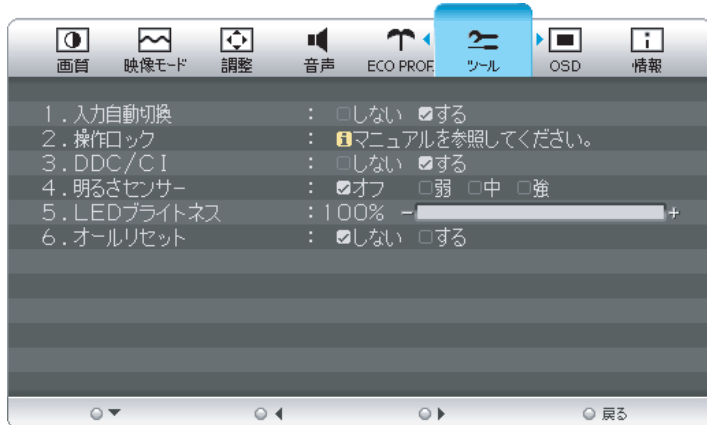 画質 映像モード 調整 音声 ECO PROF. ツール OSD 情報
1.入力自動切換 : しない する
2.操作ロック : マニュアルを参照してください。
3.DDC/CI : しない する
4.明るさセンサー : オフ 弱 中 強
5.LEDブライトネス :100% - +
6.オールリセット : しない する
戻る